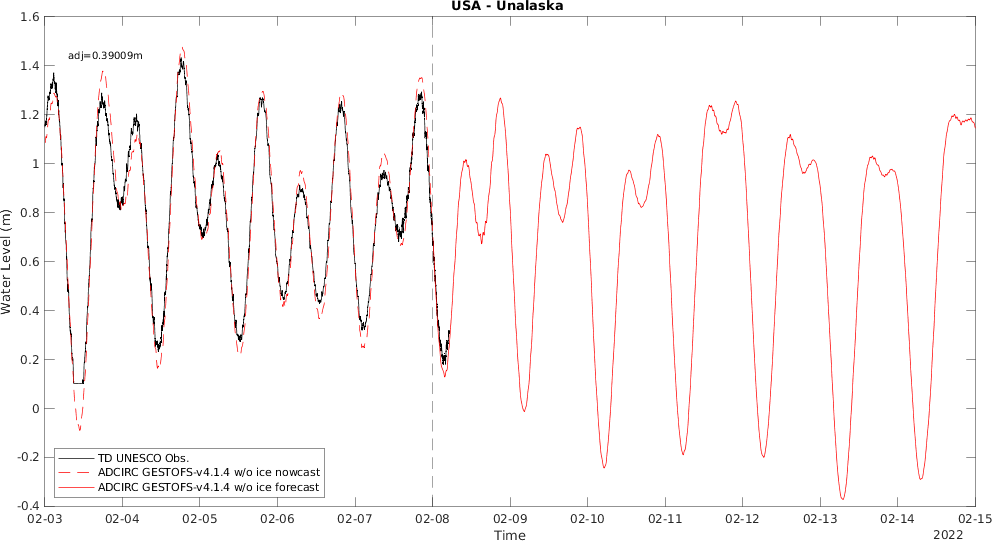 USA - Unalaska
adj=0.39009m
1.6
1.4
1.2
1
0.8
0.6
0.4
0.2
0
-0.2
-0.4
Water Level (m)
TD UNESCO Obs.
ADCIRC GESTOFS-v4.1.4 w/o ice nowcast
ADCIRC GESTOFS-v4.1.4 w/o ice forecast
02-03 02-04 02-05 02-06 02-07 02-08 02-09 02-10 02-11 02-12 02-13 02-14 02-15
Time
2022